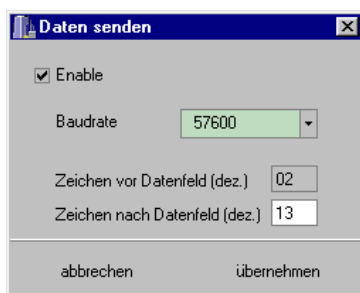 Daten senden
Enable
Baudrate 57600
Zeichen vor Datenfeld (dez.) 02
Zeichen nach Datenfeld (dez.) 13
abbrechen übernehmen